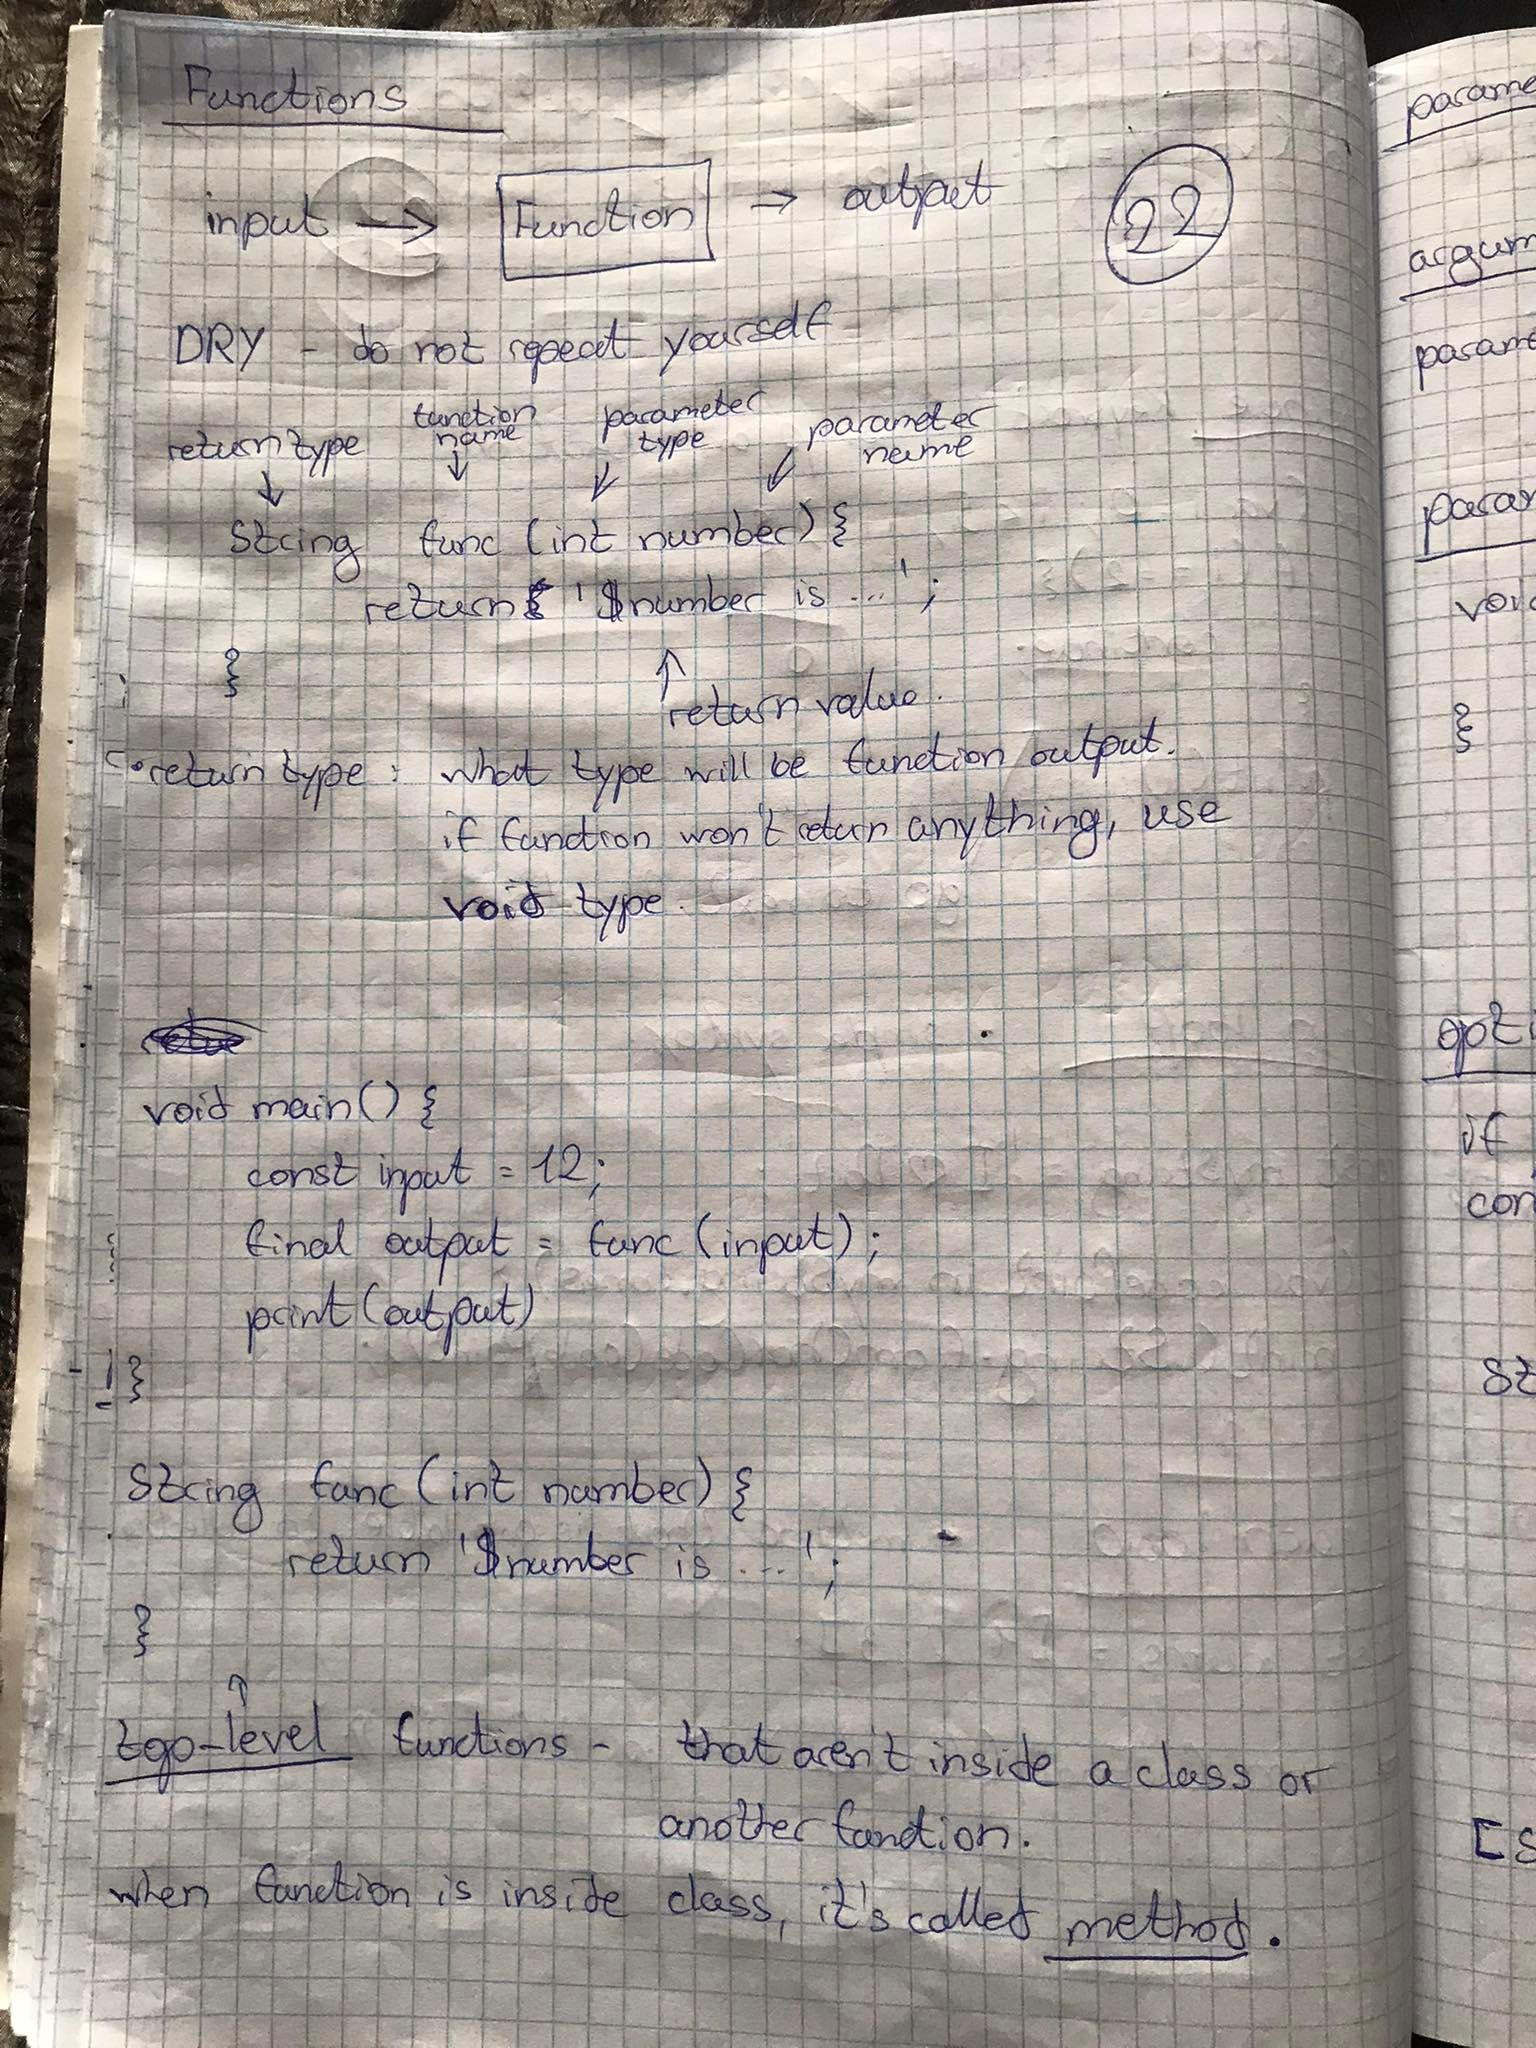 Functions
input → Function → output
22
DRY - do not repeat yourself
return type
function name
parameter type
parameter name
String func (int number) {
return '$number is ...' ;
}
return value.
• return type : What type will be function output.
if function won't return anything, use
void type.
void main() {
const input = 12;
final output = func (input);
print(output)
}
String func (int number) {
return '$number is ...' ;
}
top-level functions - that aren't inside a class or
another function.
when function is inside class, it's called method.
parame
argum
parame
param
void
}
opti
if
con
St
[S